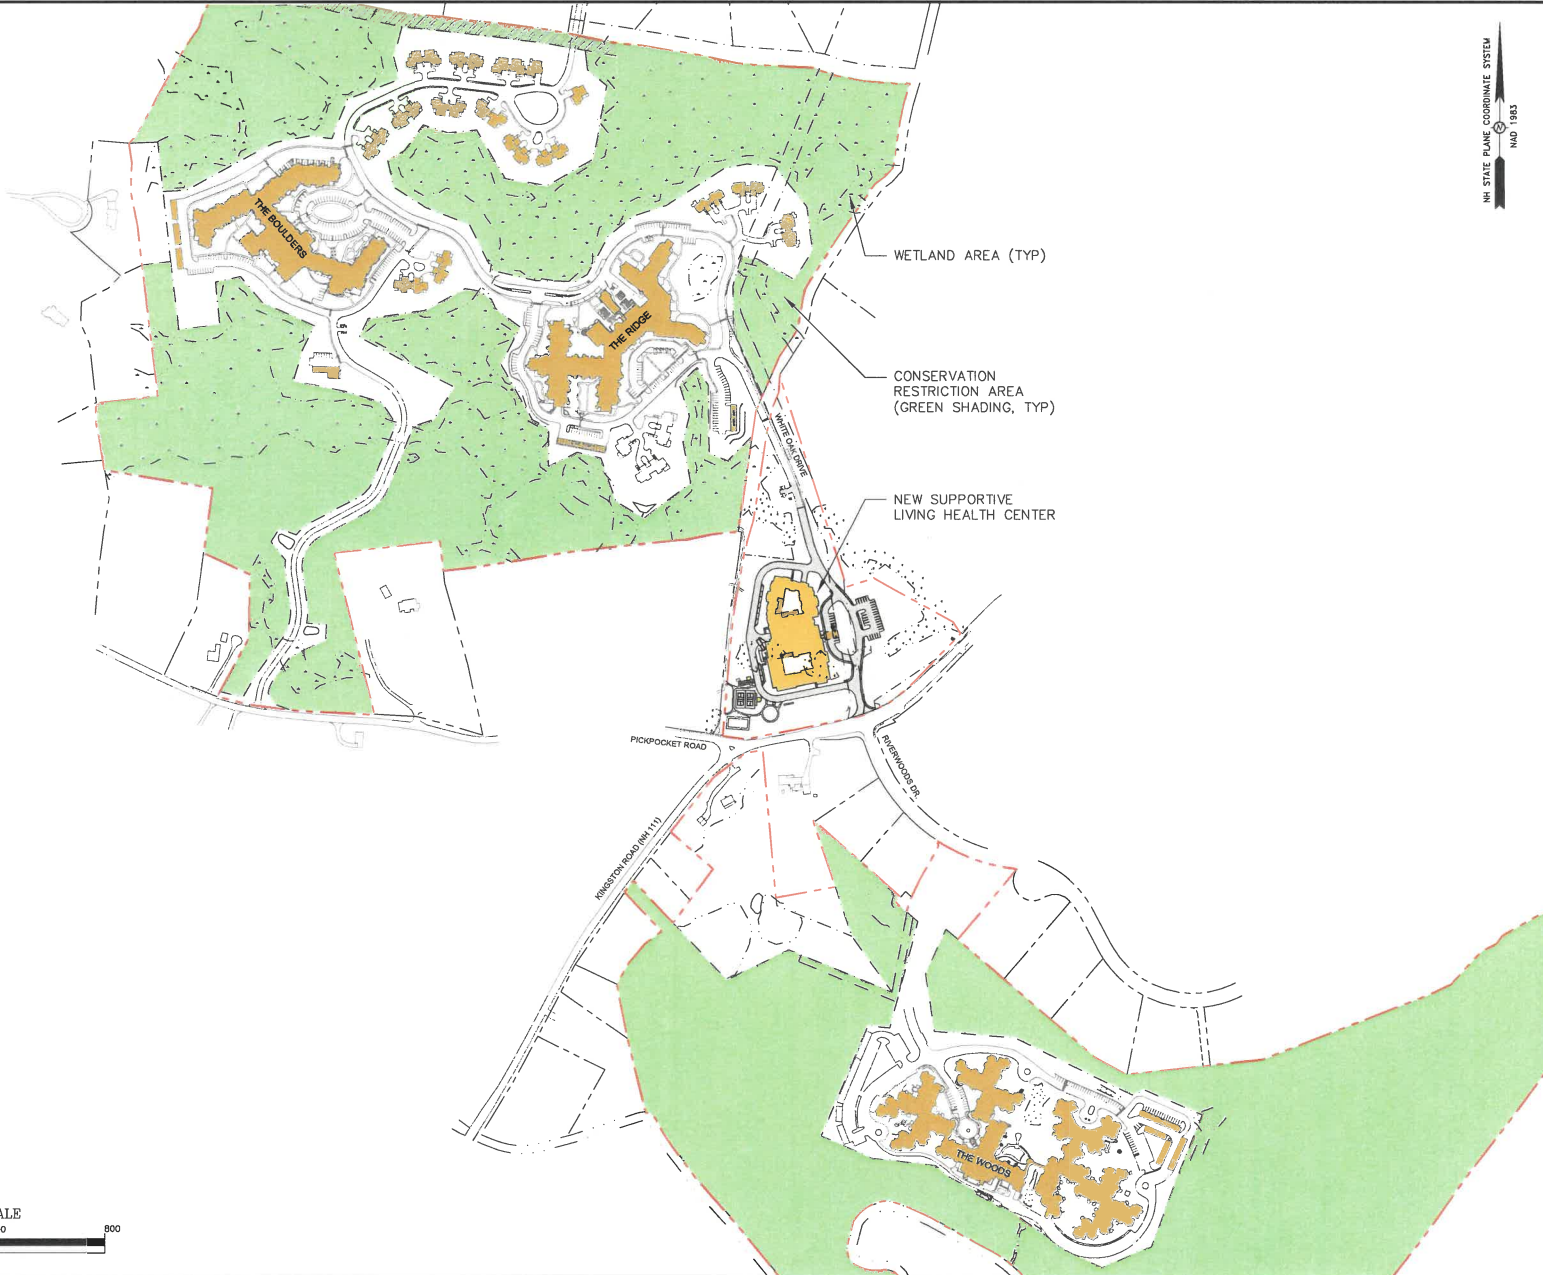 NH STATE PLANE COORDINATE SYSTEM
NAD 1983
N
THE BOULDERS
THE RIDGE
WETLAND AREA (TYP)
CONSERVATION
RESTRICTION AREA
(GREEN SHADING, TYP)
WHITE OAK DRIVE
NEW SUPPORTIVE
LIVING HEALTH CENTER
PICKPOCKET ROAD
RIVERWOODS DR
KINGSTON ROAD (NH 111)
THE WOODS
ALE
0
800